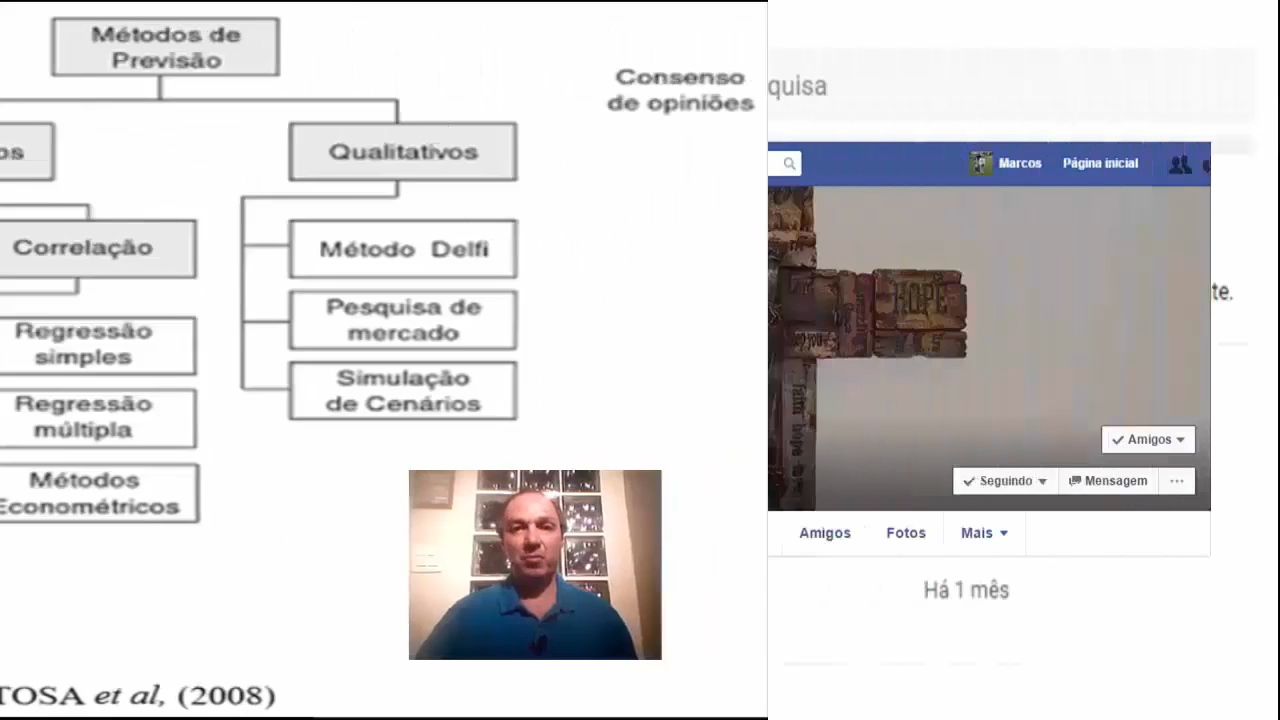 Métodos de
Previsão
Consenso
de opiniões
os
Qualitativos
Correlação
Método Delfi
Regressão
simples
Pesquisa de
mercado
Regressão
múltipla
Simulação
de Cenários
Métodos
Econométricos
TOSA et al, (2008)
quisa
Marcos
Página inicial
HOPE
faith hope
te.
Amigos
Seguindo
Mensagem
Amigos
Fotos
Mais
Há 1 mês